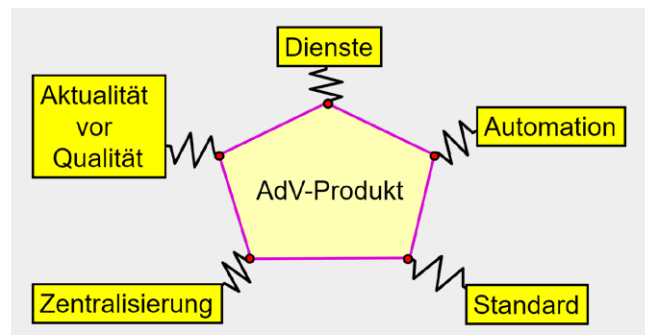 Dienste
Aktualität
vor
Qualität
Automation
AdV-Produkt
Zentralisierung
Standard